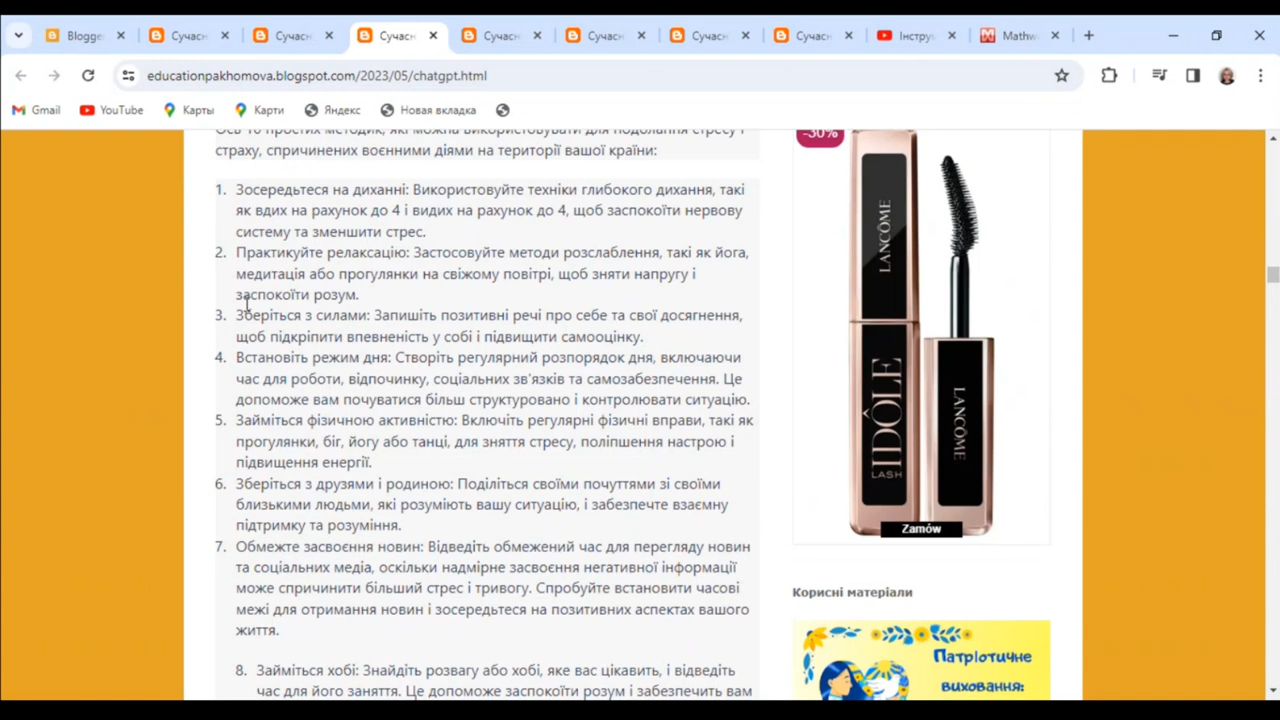 Blogge
Сучасн
Сучасн
Сучасн
Сучасн
Сучасн
Сучасн
Сучасн
Інструк
Mathw
educationpakhomova.blogspot.com/2023/05/chatgpt.html
Gmail
YouTube
Карты
Карти
Яндекс
Новая вкладка
Ось 10 простих методик, які можна використовувати для подолання стресу і
страху, спричинених воєнними діями на території вашої країни:
1. Зосередьтеся на диханні: Використовуйте техніки глибокого дихання, такі
як вдих на рахунок до 4 і видих на рахунок до 4, щоб заспокоїти нервову
систему та зменшити стрес.
2. Практикуйте релаксацію: Застосовуйте методи розслаблення, такі як йога,
медитація або прогулянки на свіжому повітрі, щоб зняти напругу і
заспокоїти розум.
3. Зберіться з силами: Запишіть позитивні речі про себе та свої досягнення,
щоб підкріпити впевненість у собі і підвищити самооцінку.
4. Встановіть режим дня: Створіть регулярний розпорядок дня, включаючи
час для роботи, відпочинку, соціальних зв'язків та самозабезпечення. Це
допоможе вам почуватися більш структуровано і контролювати ситуацію.
5. Займіться фізичною активністю: Включіть регулярні фізичні вправи, такі як
прогулянки, біг, йогу або танці, для зняття стресу, поліпшення настрою і
підвищення енергії.
6. Зберіться з друзями і родиною: Поділіться своїми почуттями зі своїми
близькими людьми, які розуміють вашу ситуацію, і забезпечте взаємну
підтримку та розуміння.
7. Обмежте засвоєння новин: Відведіть обмежений час для перегляду новин
та соціальних медіа, оскільки надмірне засвоєння негативної інформації
може спричинити більший стрес і тривогу. Спробуйте встановити часові
межі для отримання новин і зосередьтеся на позитивних аспектах вашого
життя.
8. Займіться хобі: Знайдіть розвагу або хобі, яке вас цікавить, і відведіть
час для його заняття. Це допоможе заспокоїти розум і забезпечить вам
-30%
LANCÔME
IDÔLE
LASH
LANCÔME
Zamów
Корисні матеріали
Патріотичне
виховання: